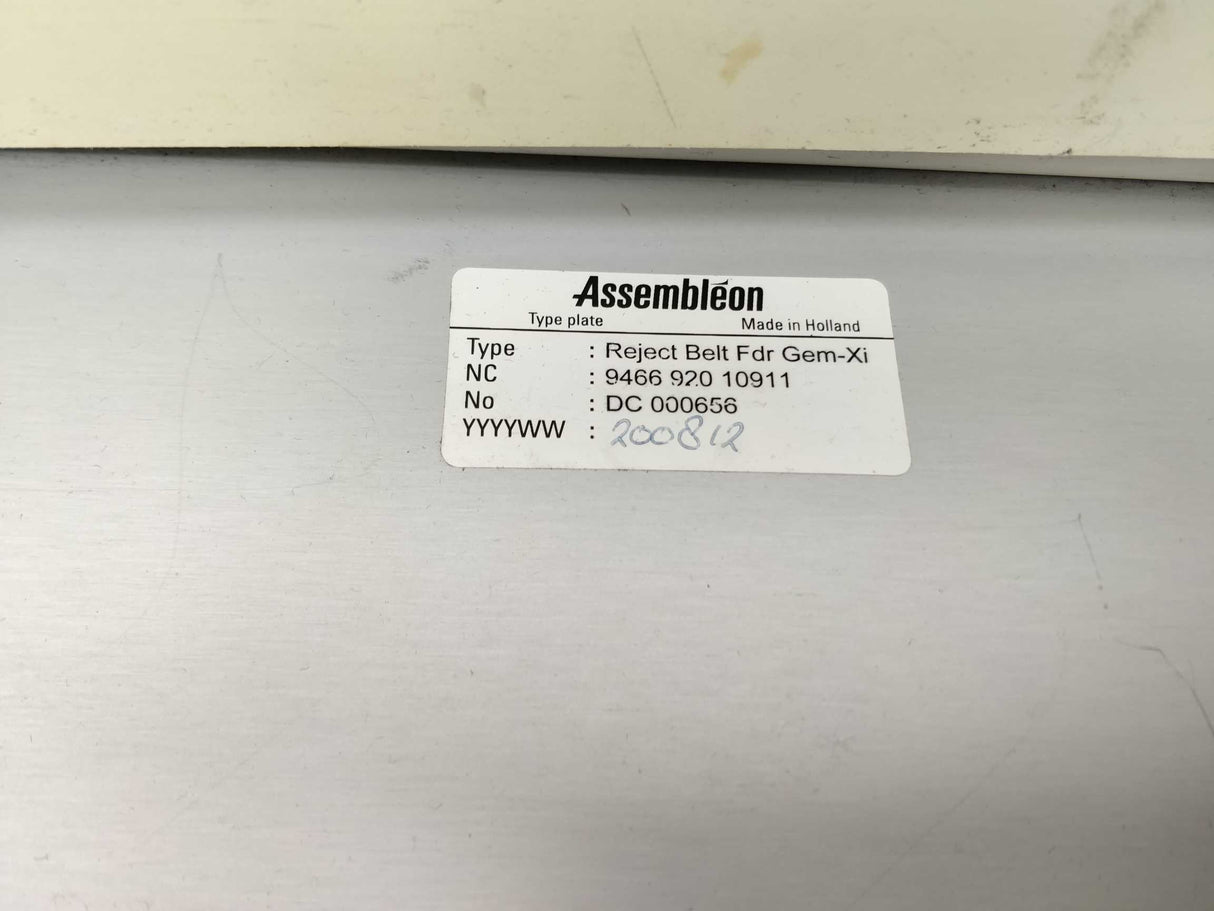 Assembléon
Type plate Made in Holland
Type : Reject Belt Fdr Gem-Xi
NC : 9466 920 10911
No : DC 000656
YYYYWW : 200812